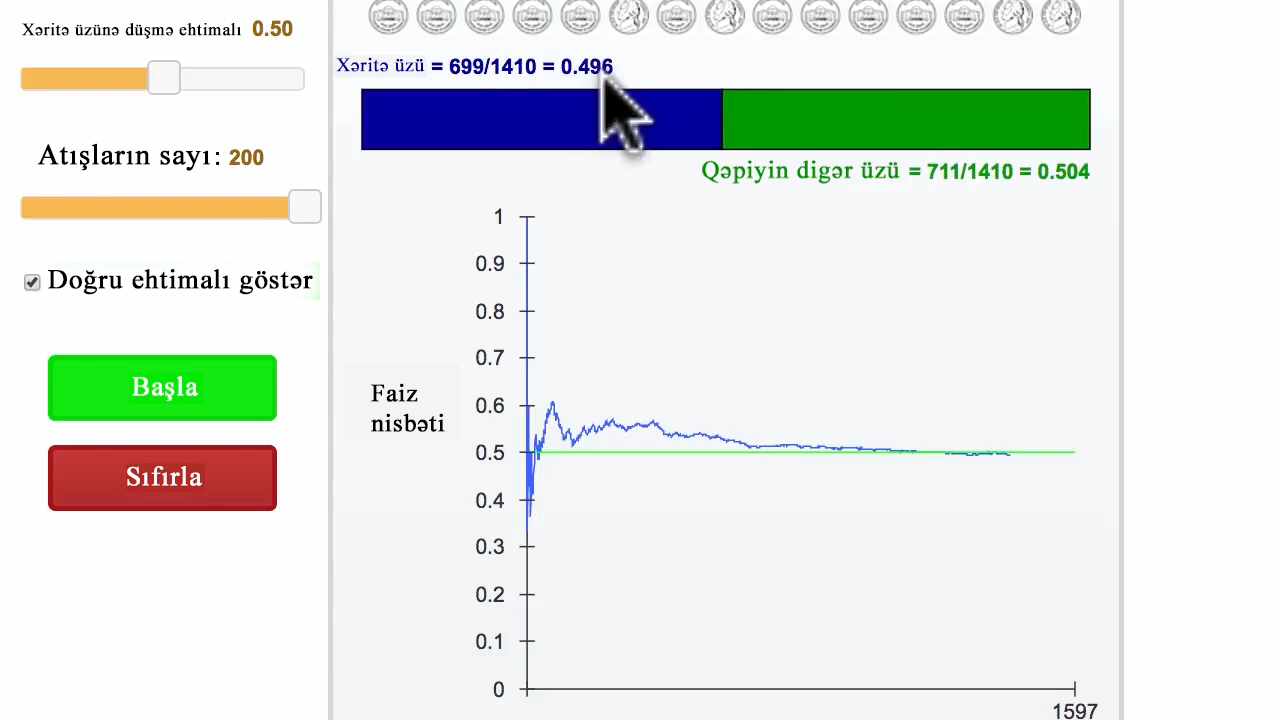 Xəritə üzünə düşmə ehtimalı 0.50
Atışların sayı: 200
Doğru ehtimalı göstər
Başla
Sıfırla
Xəritə üzü = 699/1410 = 0.496
Qəpiyin digər üzü = 711/1410 = 0.504
Faiz
nisbəti
1
0.9
0.8
0.7
0.6
0.5
0.4
0.3
0.2
0.1
0
1597